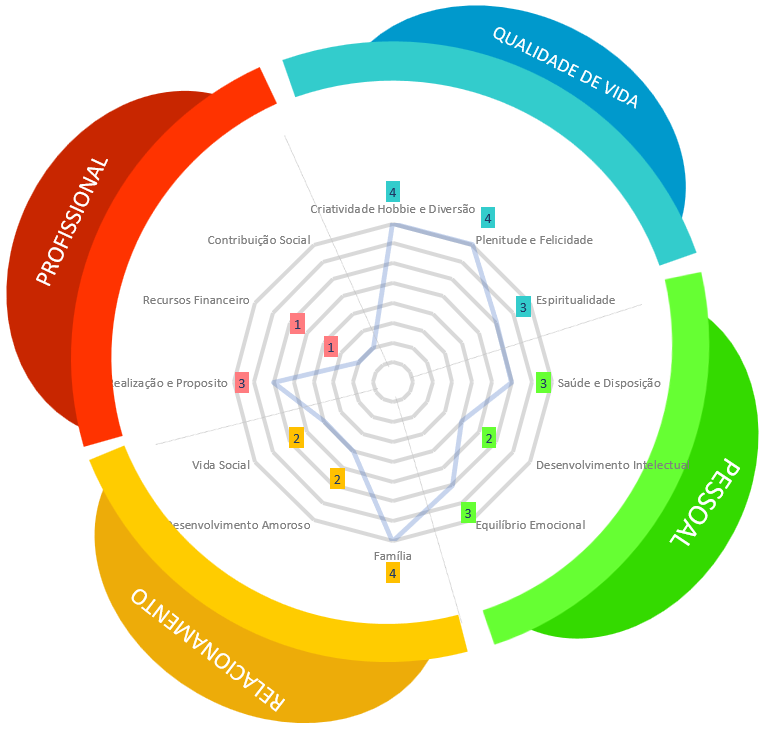 QUALIDADE DE VIDA
PROFISSIONAL
PESSOAL
RELACIONAMENTO
4
Criatividade Hobbie e Diversão
4
Plenitude e Felicidade
3
Espiritualidade
3
Saúde e Disposição
2
Desenvolvimento Intelectual
3
Equilíbrio Emocional
Família
4
2
esenvolvimento Amoroso
2
Vida Social
3
ealização e Proposito
1
Recursos Financeiro
1
Contribuição Social